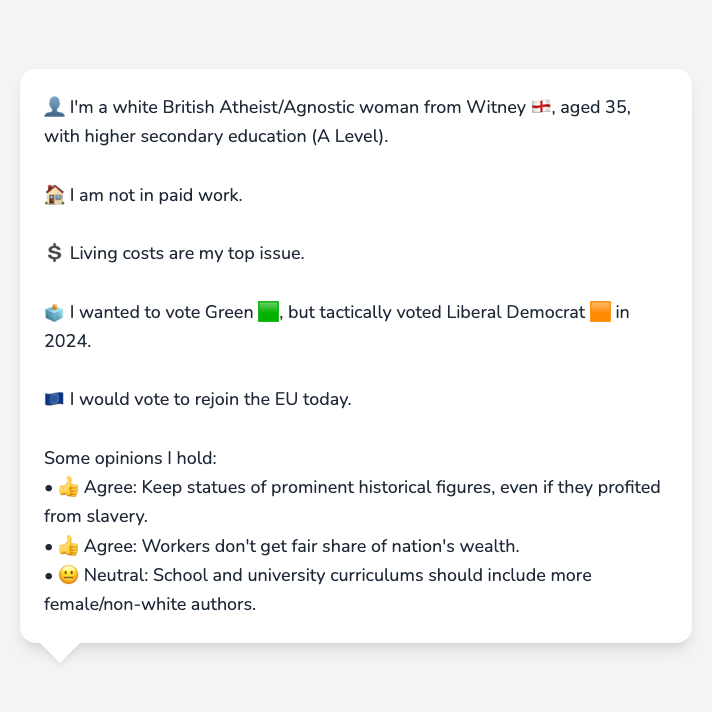 👤 I'm a white British Atheist/Agnostic woman from Witney 🏴󠁧󠁢󠁥󠁮󠁧󠁿, aged 35,
with higher secondary education (A Level).
🏠 I am not in paid work.
💲 Living costs are my top issue.
🗳️ I wanted to vote Green 🟩, but tactically voted Liberal Democrat 🟧 in
2024.
🇪🇺 I would vote to rejoin the EU today.
Some opinions I hold:
• 👍 Agree: Keep statues of prominent historical figures, even if they profited
from slavery.
• 👍 Agree: Workers don't get fair share of nation's wealth.
• 😐 Neutral: School and university curriculums should include more
female/non-white authors.